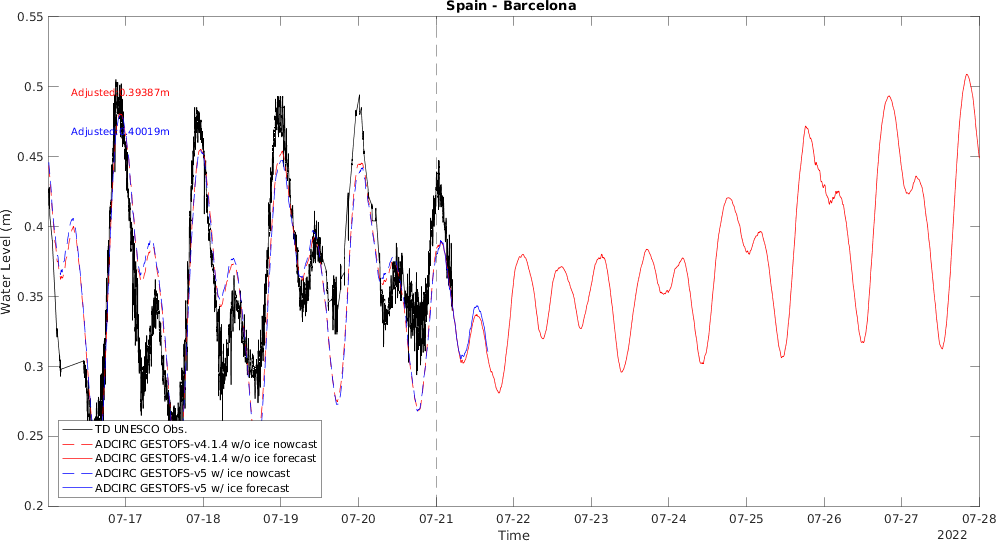 Spain - Barcelona
0.55
0.5
0.45
0.4
0.35
0.3
0.25
0.2
Water Level (m)
Adjusted 0.39387m
Adjusted 0.40019m
TD UNESCO Obs.
ADCIRC GESTOFS-v4.1.4 w/o ice nowcast
ADCIRC GESTOFS-v4.1.4 w/o ice forecast
ADCIRC GESTOFS-v5 w/ ice nowcast
ADCIRC GESTOFS-v5 w/ ice forecast
07-17 07-18 07-19 07-20 07-21 07-22 07-23 07-24 07-25 07-26 07-27 07-28
Time
2022